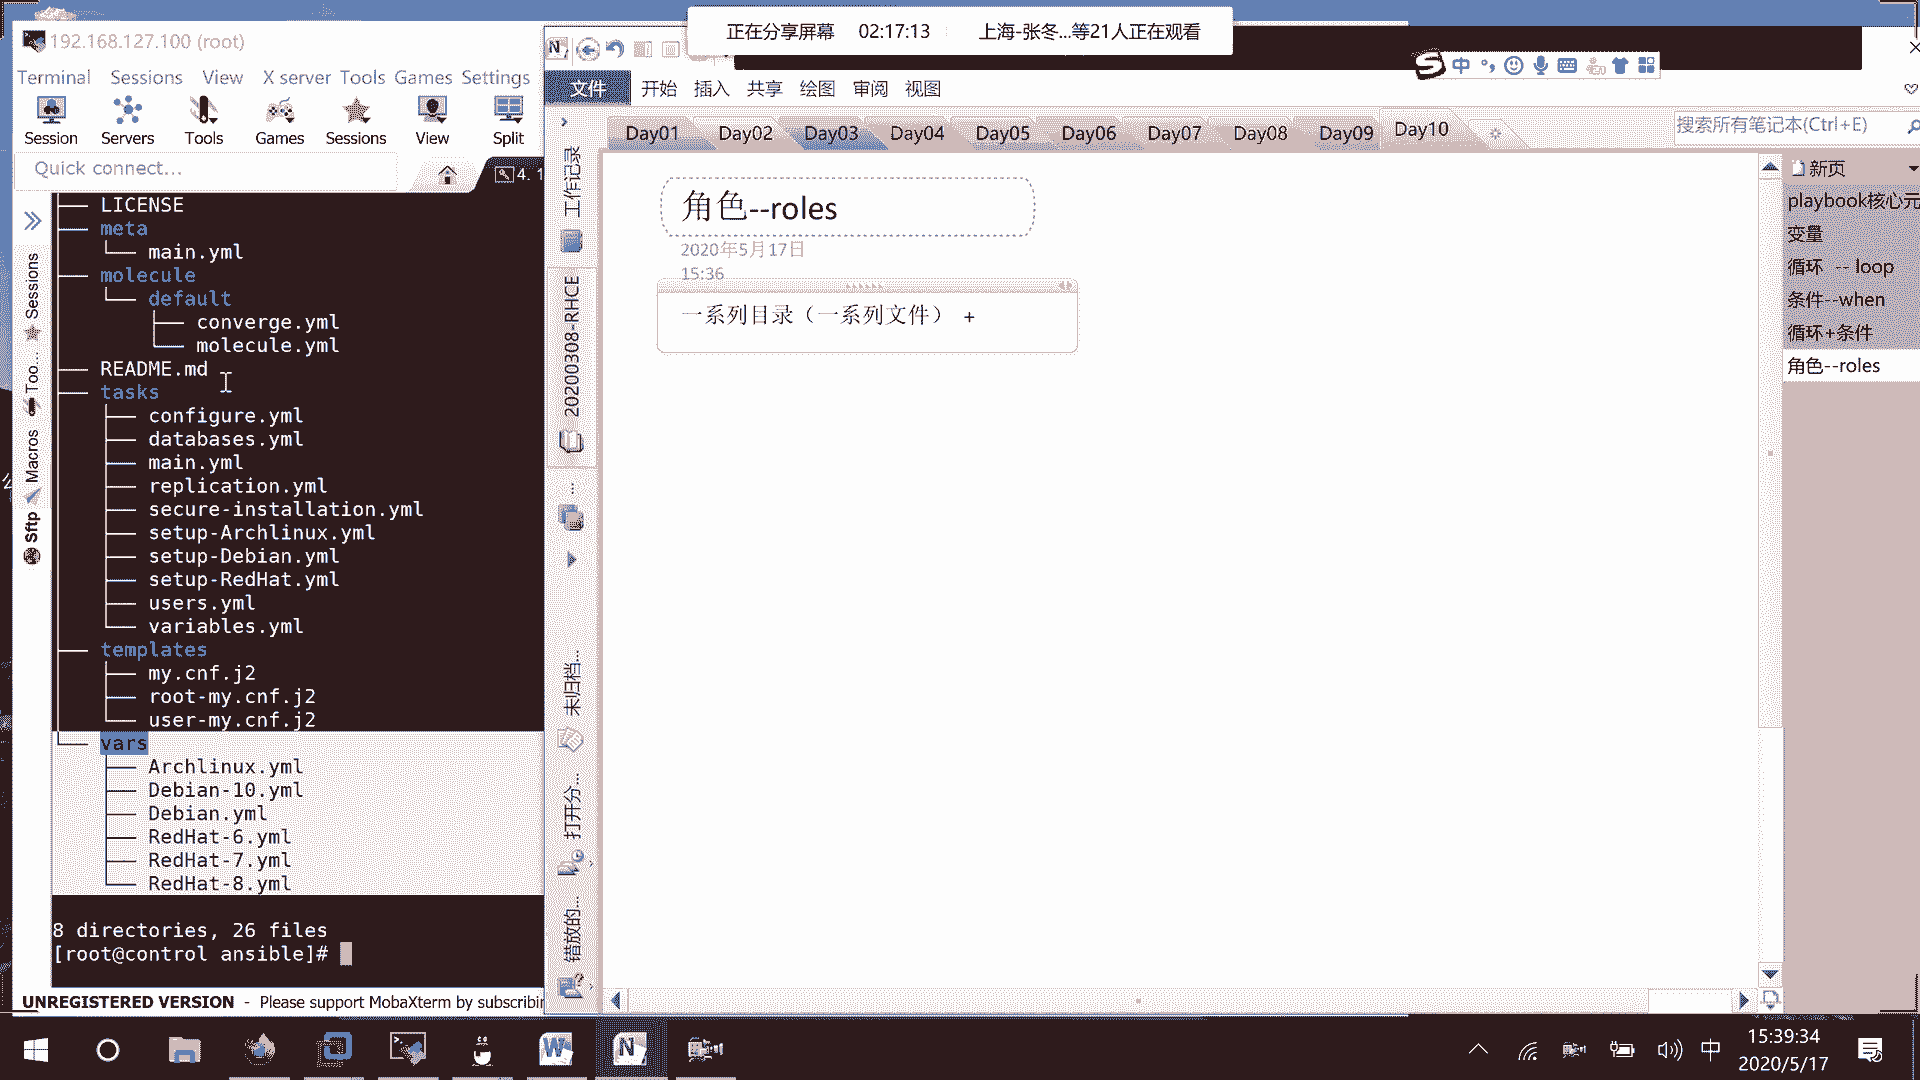 正在分享屏幕 02:17:13 上海-张冬...等21人正在观看
192.168.127.100 (root)
Terminal Sessions View X server Tools Games Settings
Session Servers Tools Games Sessions View Split
Quick connect...
4. 1
Sessions
Too...
Macros
Sftp
├── LICENSE
├── meta
│   └── main.yml
├── molecule
│   └── default
│       ├── converge.yml
│       └── molecule.yml
├── README.md
├── tasks
│   ├── configure.yml
│   ├── databases.yml
│   ├── main.yml
│   ├── replication.yml
│   ├── secure-installation.yml
│   ├── setup-Archlinux.yml
│   ├── setup-Debian.yml
│   ├── setup-RedHat.yml
│   ├── users.yml
│   └── variables.yml
├── templates
│   ├── my.cnf.j2
│   ├── root-my.cnf.j2
│   └── user-my.cnf.j2
└── vars
    ├── Archlinux.yml
    ├── Debian-10.yml
    ├── Debian.yml
    ├── RedHat-6.yml
    ├── RedHat-7.yml
    └── RedHat-8.yml
8 directories, 26 files
[root@control ansible]#
UNREGISTERED VERSION - Please support MobaXterm by subscribin
文件 开始 插入 共享 绘图 审阅 视图
Day01 Day02 Day03 Day04 Day05 Day06 Day07 Day08 Day09 Day10
搜索所有笔记本(Ctrl+E)
工作记录
20200308-RHCE
...
未归档...
打开分...
错放的...
角色--roles
2020年5月17日
15:36
一系列目录（一系列文件） +
新页
playbook核心元
变量
循环 -- loop
条件--when
循环+条件
角色--roles
中
中
15:39:34
2020/5/17